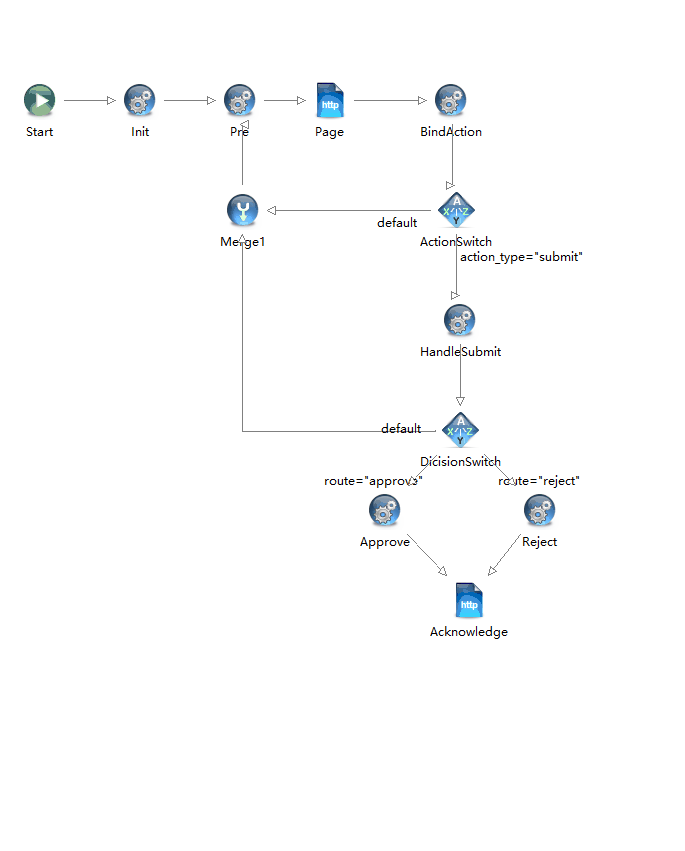 http
Start
Init
Pre
Page
BindAction
A
X Z
Y
default
Merge1
ActionSwitch
action_type="submit"
HandleSubmit
default
A
X Z
Y
DicisionSwitch
route="approve"
route="reject"
Approve
Reject
http
Acknowledge